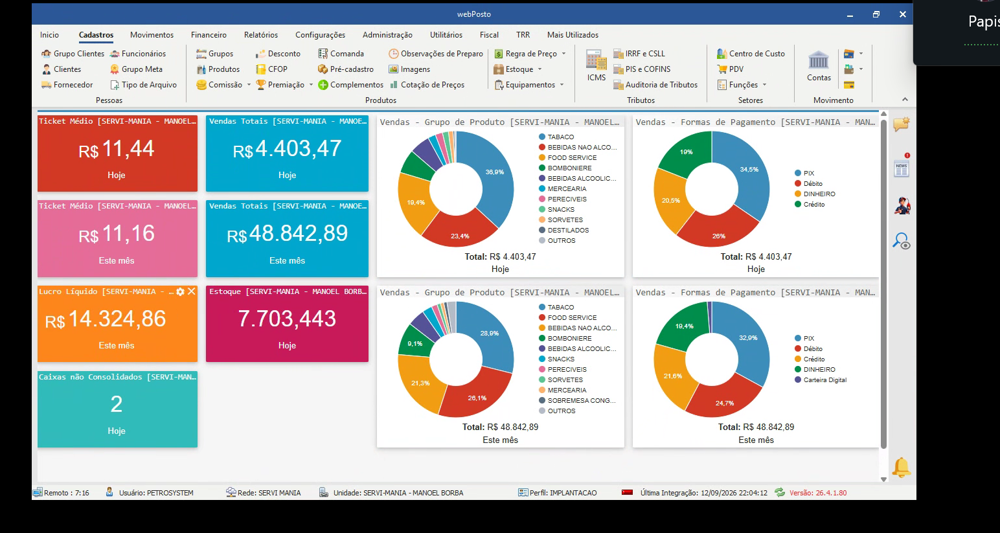 webPosto
Papis
Inicio Cadastros Movimentos Financeiro Relatórios Configurações Administração Utilitários Fiscal TRR Mais Utilizados
Grupo Clientes Funcionários Grupos Desconto Comanda Observações de Preparo Regra de Preço IRRF e CSLL Centro de Custo
Clientes Grupo Meta Produtos CFOP Pré-cadastro Imagens Estoque ICMS PIS e COFINS PDV Contas
Fornecedor Tipo de Arquivo Comissão Premiação Complementos Cotação de Preços Equipamentos Auditoria de Tributos Funções
Pessoas Produtos Tributos Setores Movimento
Ticket Médio [SERVI-MANIA - MANOEL...
R$ 11,44
Hoje
Vendas Totais [SERVI-MANIA - MANOE...
R$ 4.403,47
Hoje
Vendas - Grupo de Produto [SERVI-MANIA - MANOEL...
36,9%
19,4%
23,4%
TABACO
BEBIDAS NAO ALCO...
FOOD SERVICE
BOMBONIERE
BEBIDAS ALCOOLIC...
MERCEARIA
PERECIVEIS
SNACKS
SORVETES
DESTILADOS
OUTROS
Total: R$ 4.403,47
Hoje
Vendas - Formas de Pagamento [SERVI-MANIA - MAN...
19%
34,5%
20,5%
26%
PIX
Débito
DINHEIRO
Crédito
Total: R$ 4.403,47
Hoje
NEWS
Ticket Médio [SERVI-MANIA - MANOEL...
R$ 11,16
Este mês
Vendas Totais [SERVI-MANIA - MANOE...
R$ 48.842,89
Este mês
Lucro Líquido [SERVI-MANIA - ...
R$ 14.324,86
Este mês
Estoque [SERVI-MANIA - MANOEL BORB...
7.703,443
Hoje
Vendas - Grupo de Produto [SERVI-MANIA - MANOEL...
28,9%
9,1%
21,3%
26,1%
TABACO
FOOD SERVICE
BEBIDAS NAO ALCO...
BOMBONIERE
BEBIDAS ALCOOLIC...
SNACKS
PERECIVEIS
SORVETES
MERCEARIA
SOBREMESA CONG...
OUTROS
Total: R$ 48.842,89
Este mês
Vendas - Formas de Pagamento [SERVI-MANIA - MAN...
19,4%
32,9%
21,6%
24,7%
PIX
Débito
Crédito
DINHEIRO
Carteira Digital
Total: R$ 48.842,89
Este mês
Caixas não Consolidados [SERVI-MAN...
2
Hoje
Remoto : 7:16 Usuário: PETROSYSTEM Rede: SERVI MANIA Unidade: SERVI-MANIA - MANOEL BORBA Perfil: IMPLANTACAO Última Integração: 12/09/2026 22:04:12 Versão: 26.4.1.80